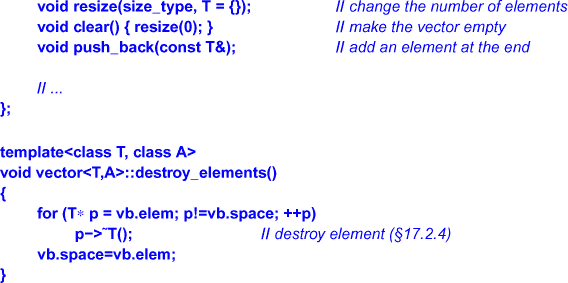 void resize(size_type, T = {}); // change the number of elements
void clear() { resize(0); } // make the vector empty
void push_back(const T&); // add an element at the end
// ...
};
template<class T, class A>
void vector<T,A>::destroy_elements()
{
for (T* p = vb.elem; p!=vb.space; ++p)
p−>~T(); // destroy element (§17.2.4)
vb.space=vb.elem;
}